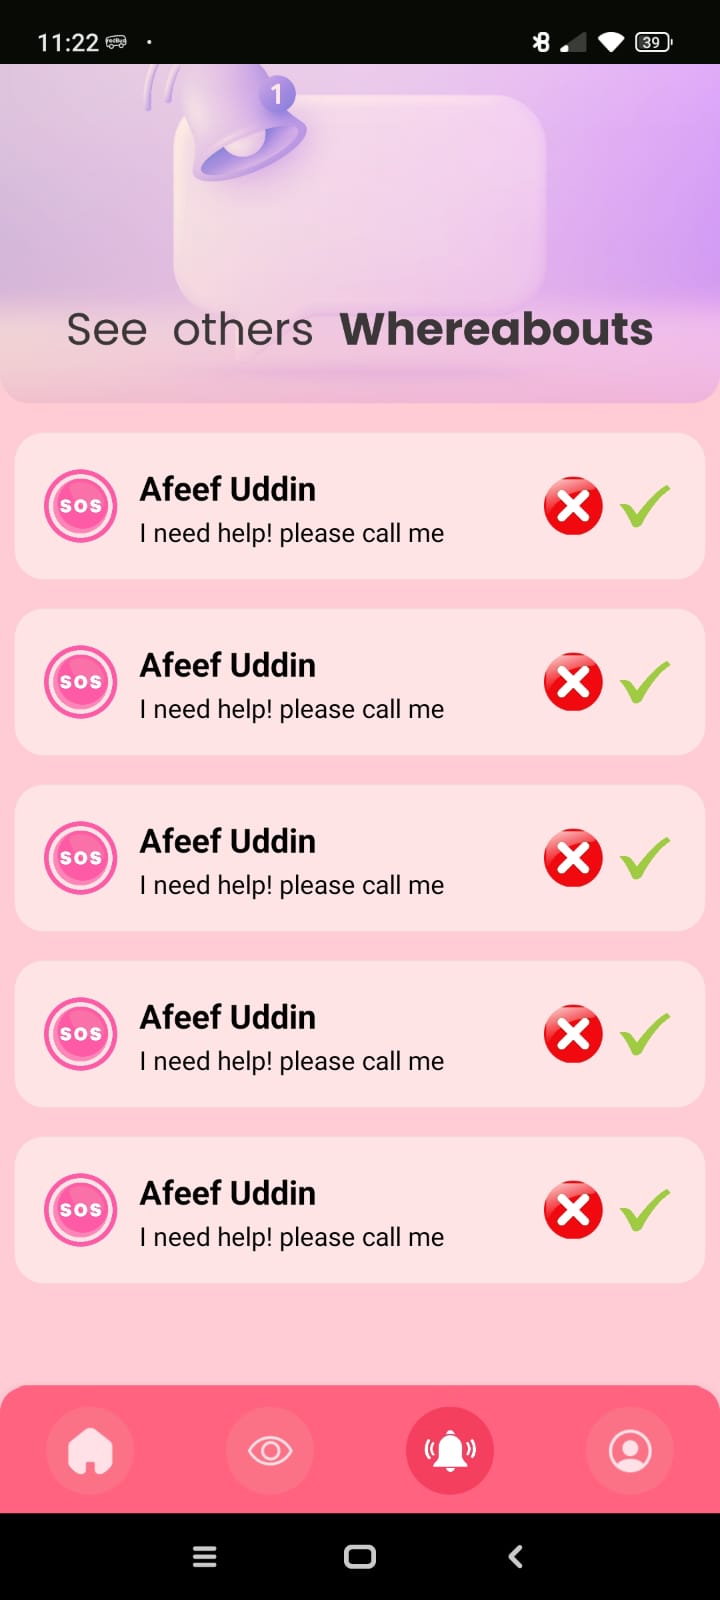 11:22
39
1
See others Whereabouts
SOS
Afeef Uddin
I need help! please call me
SOS
Afeef Uddin
I need help! please call me
SOS
Afeef Uddin
I need help! please call me
SOS
Afeef Uddin
I need help! please call me
SOS
Afeef Uddin
I need help! please call me